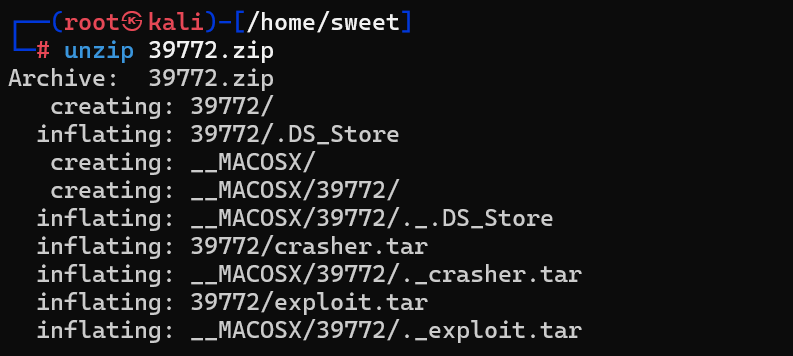 ┌──(root㉿kali)-[/home/sweet]
└─# unzip 39772.zip
Archive:  39772.zip
   creating: 39772/
  inflating: 39772/.DS_Store
   creating: __MACOSX/
   creating: __MACOSX/39772/
  inflating: __MACOSX/39772/._.DS_Store
  inflating: 39772/crasher.tar
  inflating: __MACOSX/39772/._crasher.tar
  inflating: 39772/exploit.tar
  inflating: __MACOSX/39772/._exploit.tar